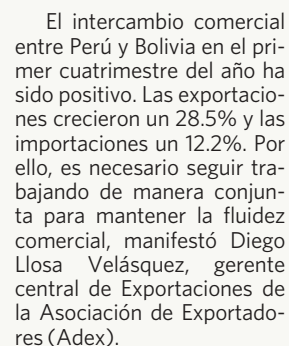 El intercambio comercial
entre Perú y Bolivia en el pri-
mer cuatrimestre del año ha
sido positivo. Las exportacio-
nes crecieron un 28.5% y las
importaciones un 12.2%. Por
ello, es necesario seguir tra-
bajando de manera conjun-
ta para mantener la fluidez
comercial, manifestó Diego
Llosa Velásquez, gerente
central de Exportaciones de
la Asociación de Exportado-
res (Adex).